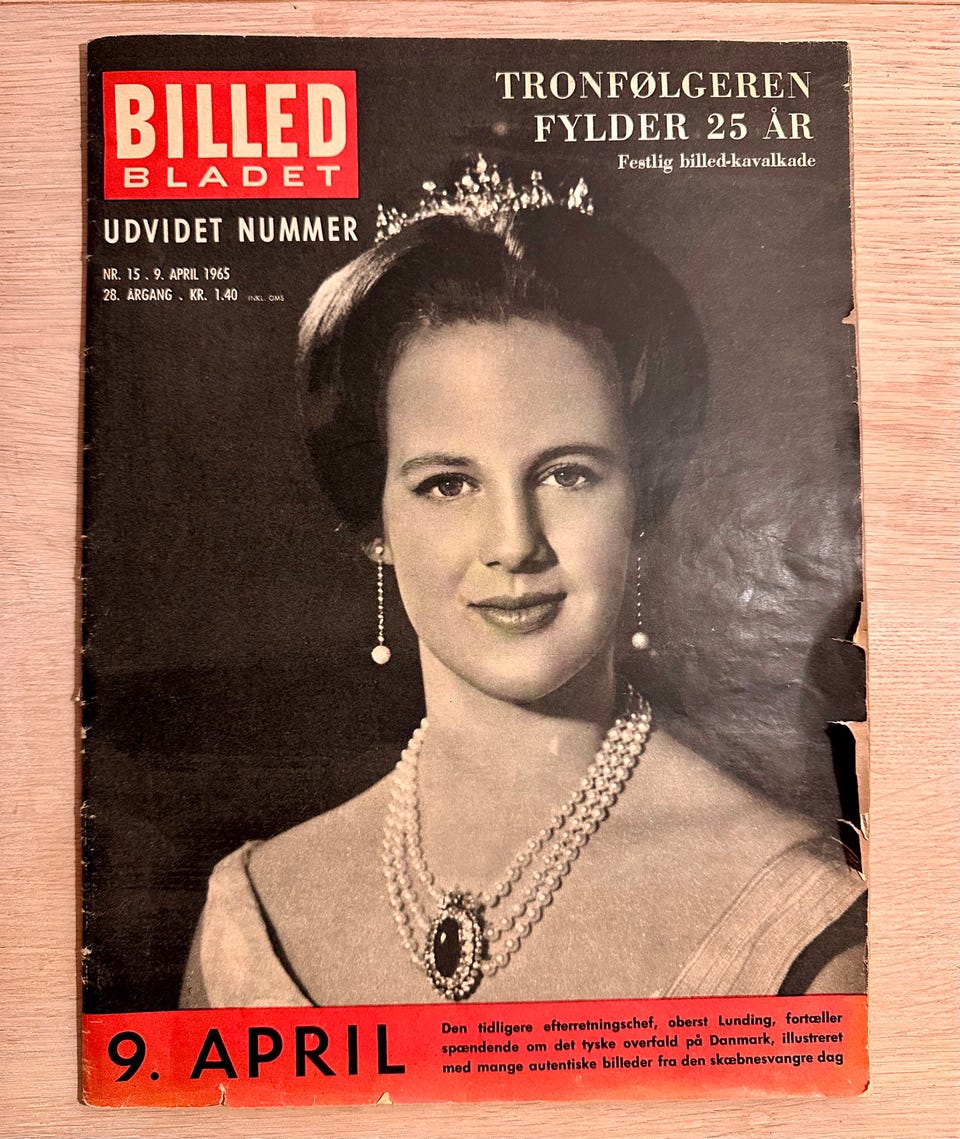 BILLED
BLADET
UDVIDET NUMMER
NR. 15 . 9. APRIL 1965
28. ÅRGANG . KR. 1.40 INKL. OMS
TRONFØLGEREN
FYLDER 25 ÅR
Festlig billed-kavalkade
9. APRIL
Den tidligere efterretningschef, oberst Lunding, fortæller
spændende om det tyske overfald på Danmark, illustreret
med mange autentiske billeder fra den skæbnesvangre dag